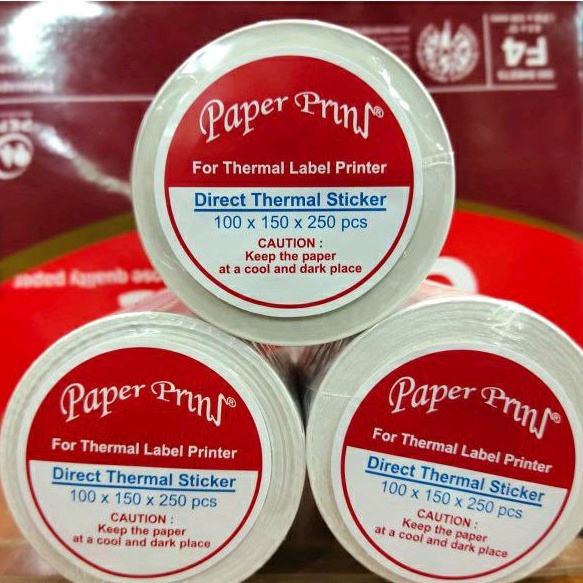 F4
Paper Print®
For Thermal Label Printer
Direct Thermal Sticker
100 x 150 x 250 pcs
CAUTION :
Keep the paper
at a cool and dark place
Paper Print®
For Thermal Label Printer
Direct Thermal Sticker
100 x 150 x 250 pcs
CAUTION :
Keep the paper
at a cool and dark place
Paper Print®
For Thermal Label Printer
Direct Thermal Sticker
100 x 150 x 250 pcs
CAUTION :
Keep the paper
at a cool and dark place